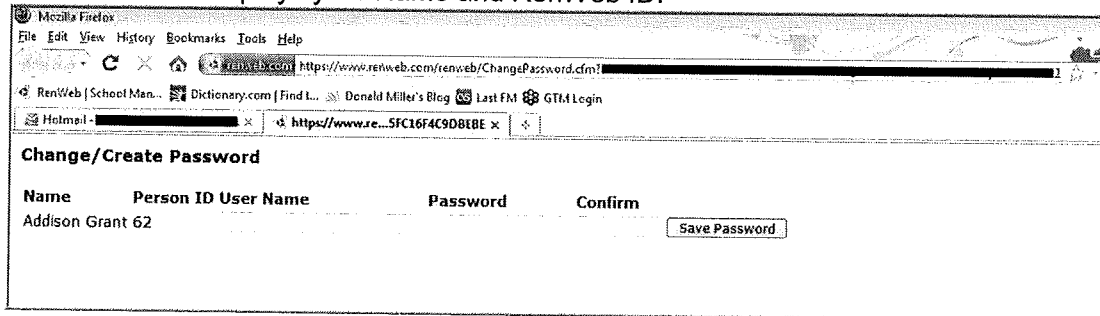 Mozilla Firefox
File Edit View History Bookmarks Tools Help
renweb.com https://www.renweb.com/renweb/ChangePassword.cfm?
RenWeb | School Man... Dictionary.com | Find t... Donald Miller's Blog Last FM GTM Login
Hotmail - × https://www.re...5FC16F4C9DBEBE ×
Change/Create Password
Name Person ID User Name Password Confirm
Addison Grant 62 Save Password